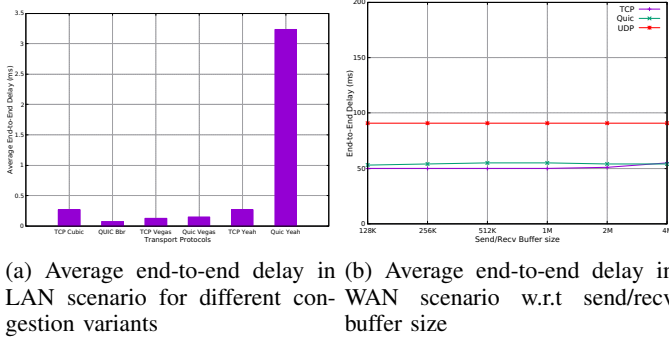 3.5
3
2.5
2
1.5
1
0.5
0
Average End-to-End Delay (ms)
TCP Cubic QUIC Bbr TCP Vegas Quic Vegas TCP Yeah Quic Yeah
Transport Protocols
TCP
Quic
UDP
200
150
100
50
0
End-to-End Delay (ms)
128K 256K 512K 1M 2M 4M
Send/Recv Buffer size
(a) Average end-to-end delay in
LAN scenario for different con-
gestion variants
(b) Average end-to-end delay in
WAN scenario w.r.t send/recv
buffer size